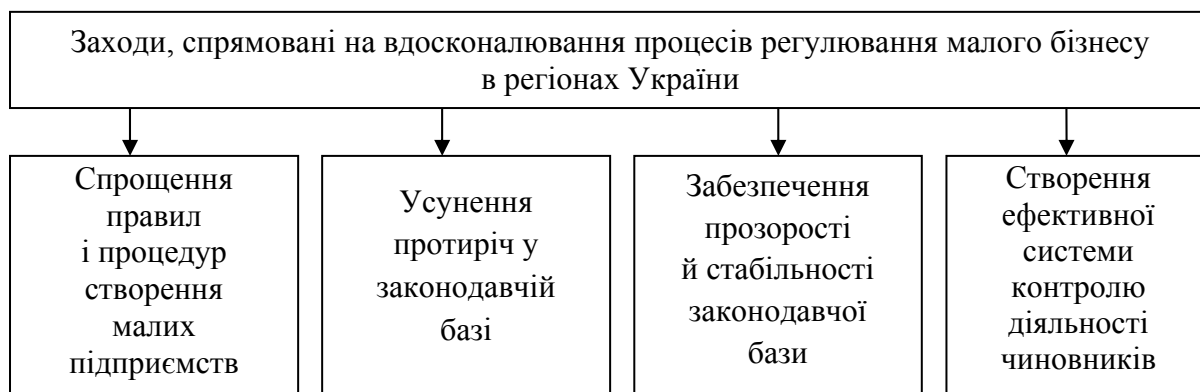 Заходи, спрямовані на вдосконалювання процесів регулювання малого бізнесу
в регіонах України
Спрощення
правил
і процедур
створення
малих
підприємств
Усунення
протиріч у
законодавчій
базі
Забезпечення
прозорості
й стабільності
законодавчої
бази
Створення
ефективної
системи
контролю
діяльності
чиновників